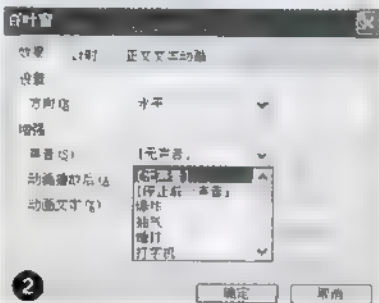 百叶窗
效果 计时 正文文本动画
设置
方向(R) 水平
增强
声音(S) [无声音]
动画播放后(A) [无声音]
动画文本(X) [停止前一声音]
爆炸
抽气
捶打
打字机
2 确定 取消